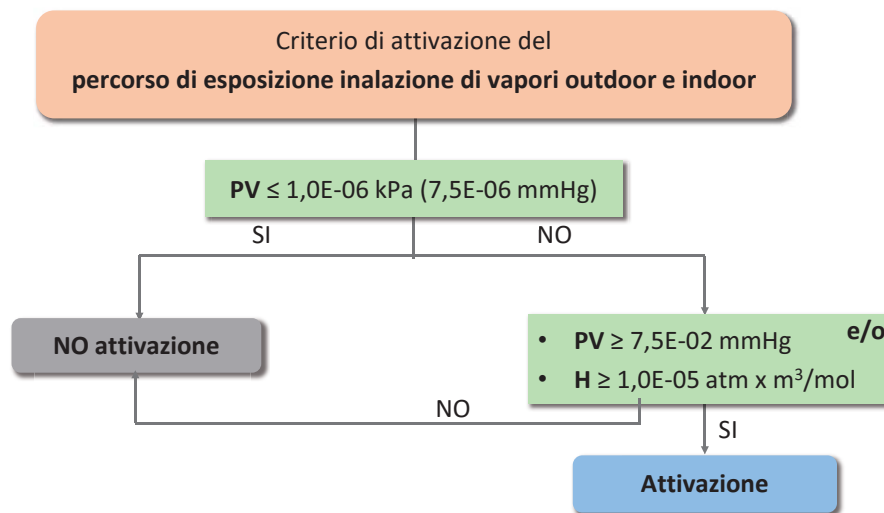 Criterio di attivazione del
percorso di esposizione inalazione di vapori outdoor e indoor
PV ≤ 1,0E-06 kPa (7,5E-06 mmHg)
SI
NO
NO attivazione
• PV ≥ 7,5E-02 mmHg e/o
• H ≥ 1,0E-05 atm x m³/mol
NO
SI
Attivazione